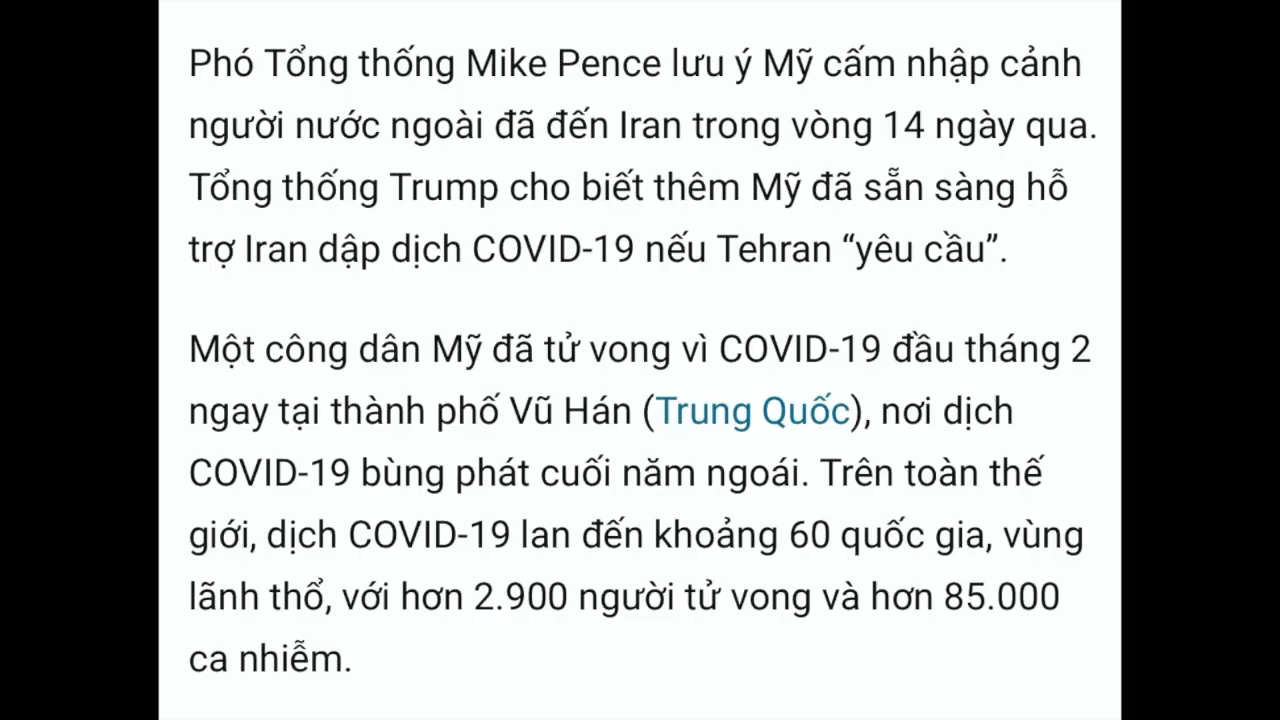 Phó Tổng thống Mike Pence lưu ý Mỹ cấm nhập cảnh
người nước ngoài đã đến Iran trong vòng 14 ngày qua.
Tổng thống Trump cho biết thêm Mỹ đã sẵn sàng hỗ
trợ Iran dập dịch COVID-19 nếu Tehran “yêu cầu”.
Một công dân Mỹ đã tử vong vì COVID-19 đầu tháng 2
ngay tại thành phố Vũ Hán (Trung Quốc), nơi dịch
COVID-19 bùng phát cuối năm ngoái. Trên toàn thế
giới, dịch COVID-19 lan đến khoảng 60 quốc gia, vùng
lãnh thổ, với hơn 2.900 người tử vong và hơn 85.000
ca nhiễm.